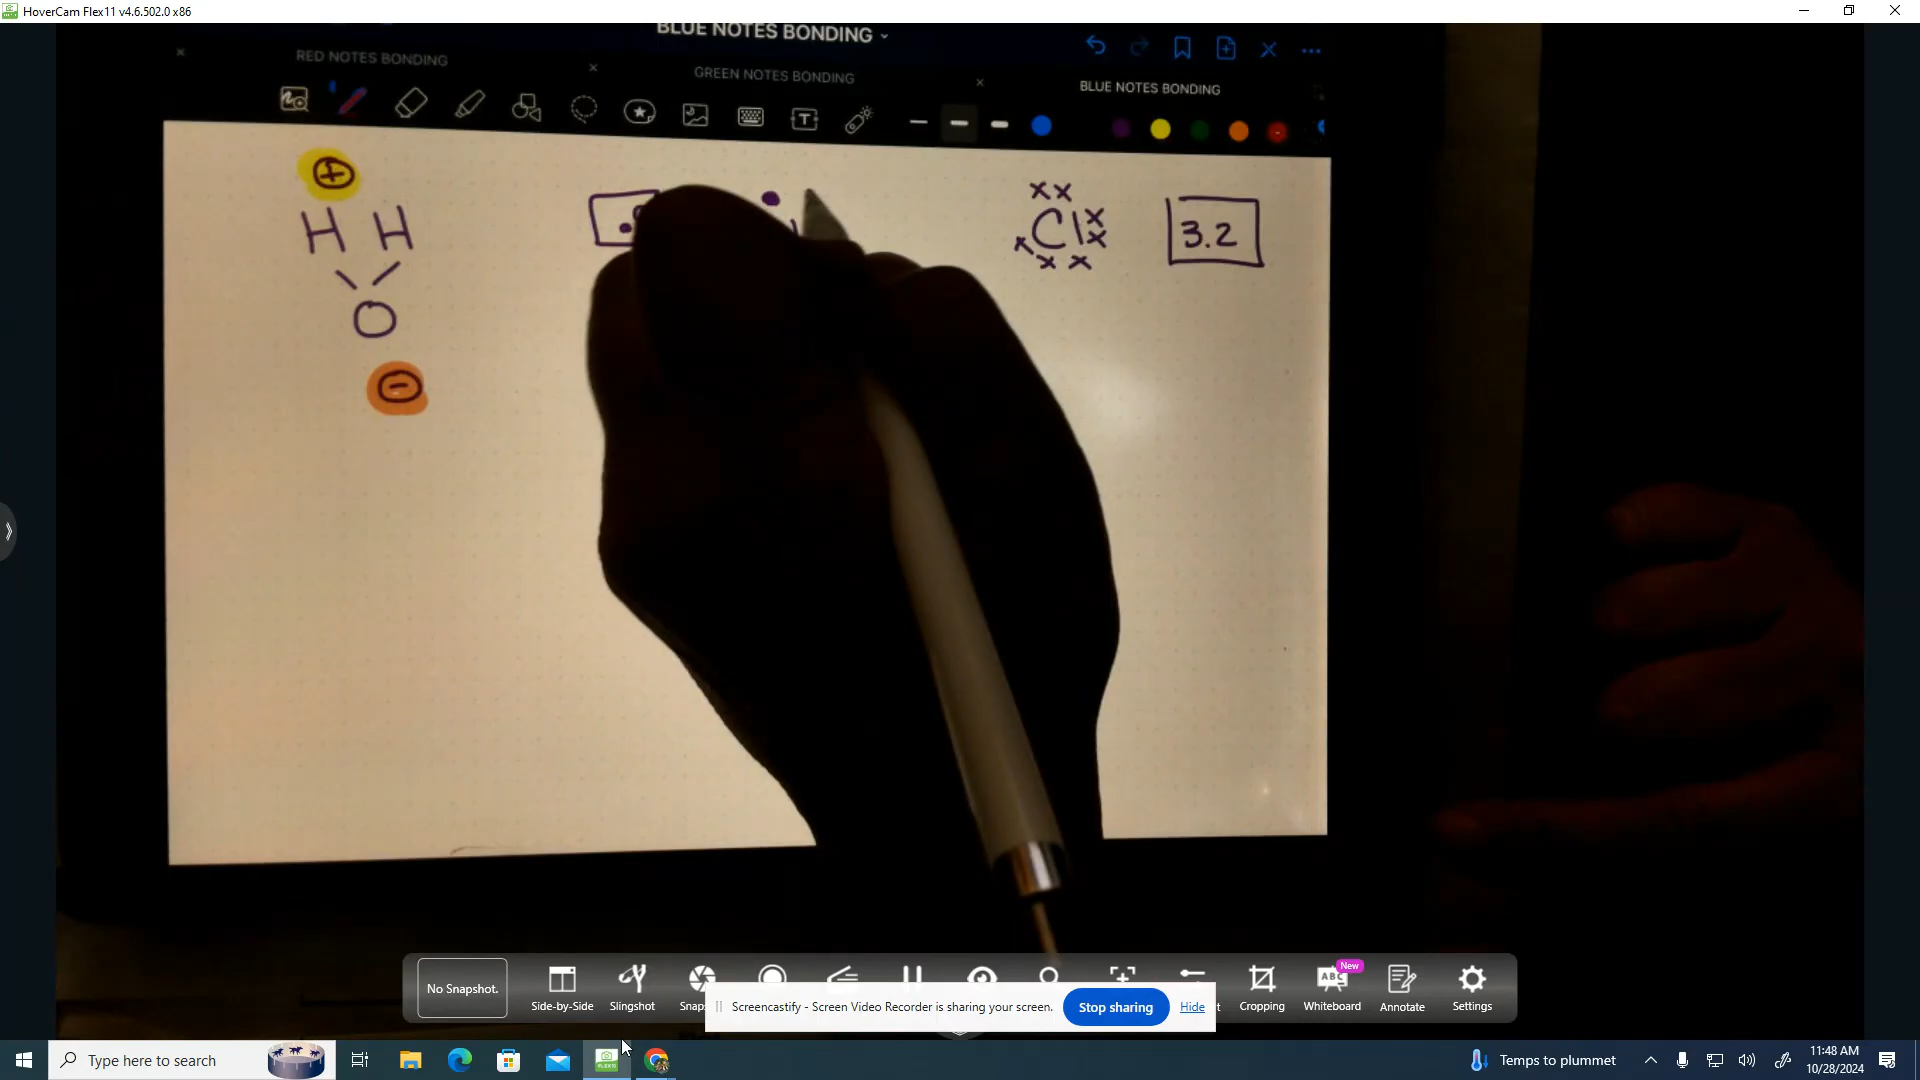 HoverCam Flex11 v4.6.502.0 x86
BLUE NOTES BONDING
RED NOTES BONDING
GREEN NOTES BONDING
BLUE NOTES BONDING
T
+
H H
O
-
xx
Cl x
x
x
x x
3.2
No Snapshot.
Side-by-Side
Slingshot
New
ABC
Cropping
Whiteboard
Annotate
Settings
Screencastify - Screen Video Recorder is sharing your screen.
Stop sharing
Hide
Type here to search
FLEX11
Temps to plummet
11:48 AM
10/28/2024